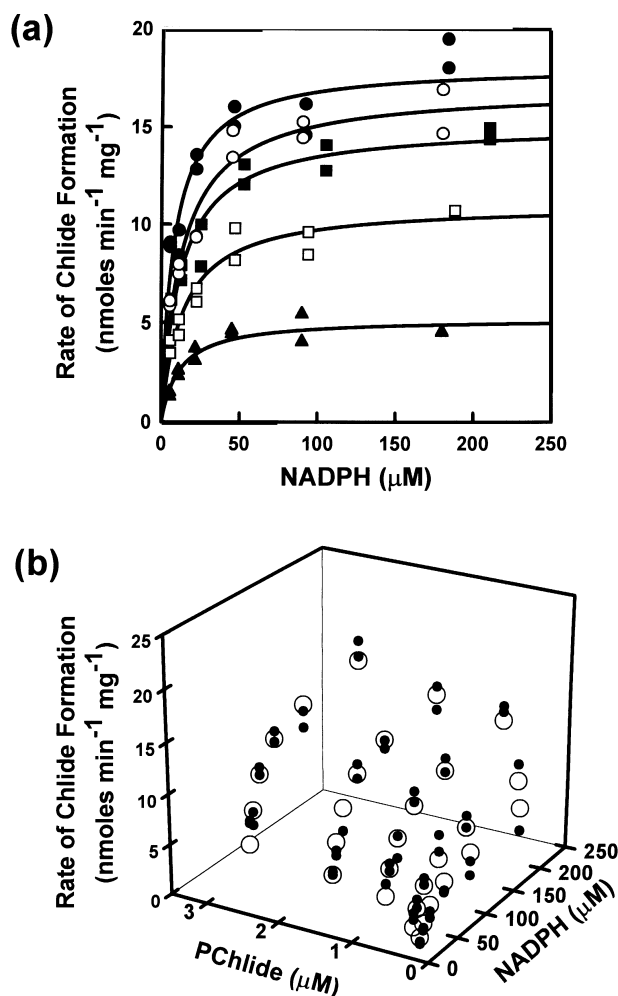 (a)
Rate of Chlide Formation
(nmoles min-1 mg-1)
20
15
10
5
0
0 50 100 150 200 250
NADPH (µM)
(b)
Rate of Chlide Formation
(nmoles min-1 mg-1)
25
20
15
10
5
0
3 2 1 0
PChlide (µM)
0 50 100 150 200 250
NADPH (µM)